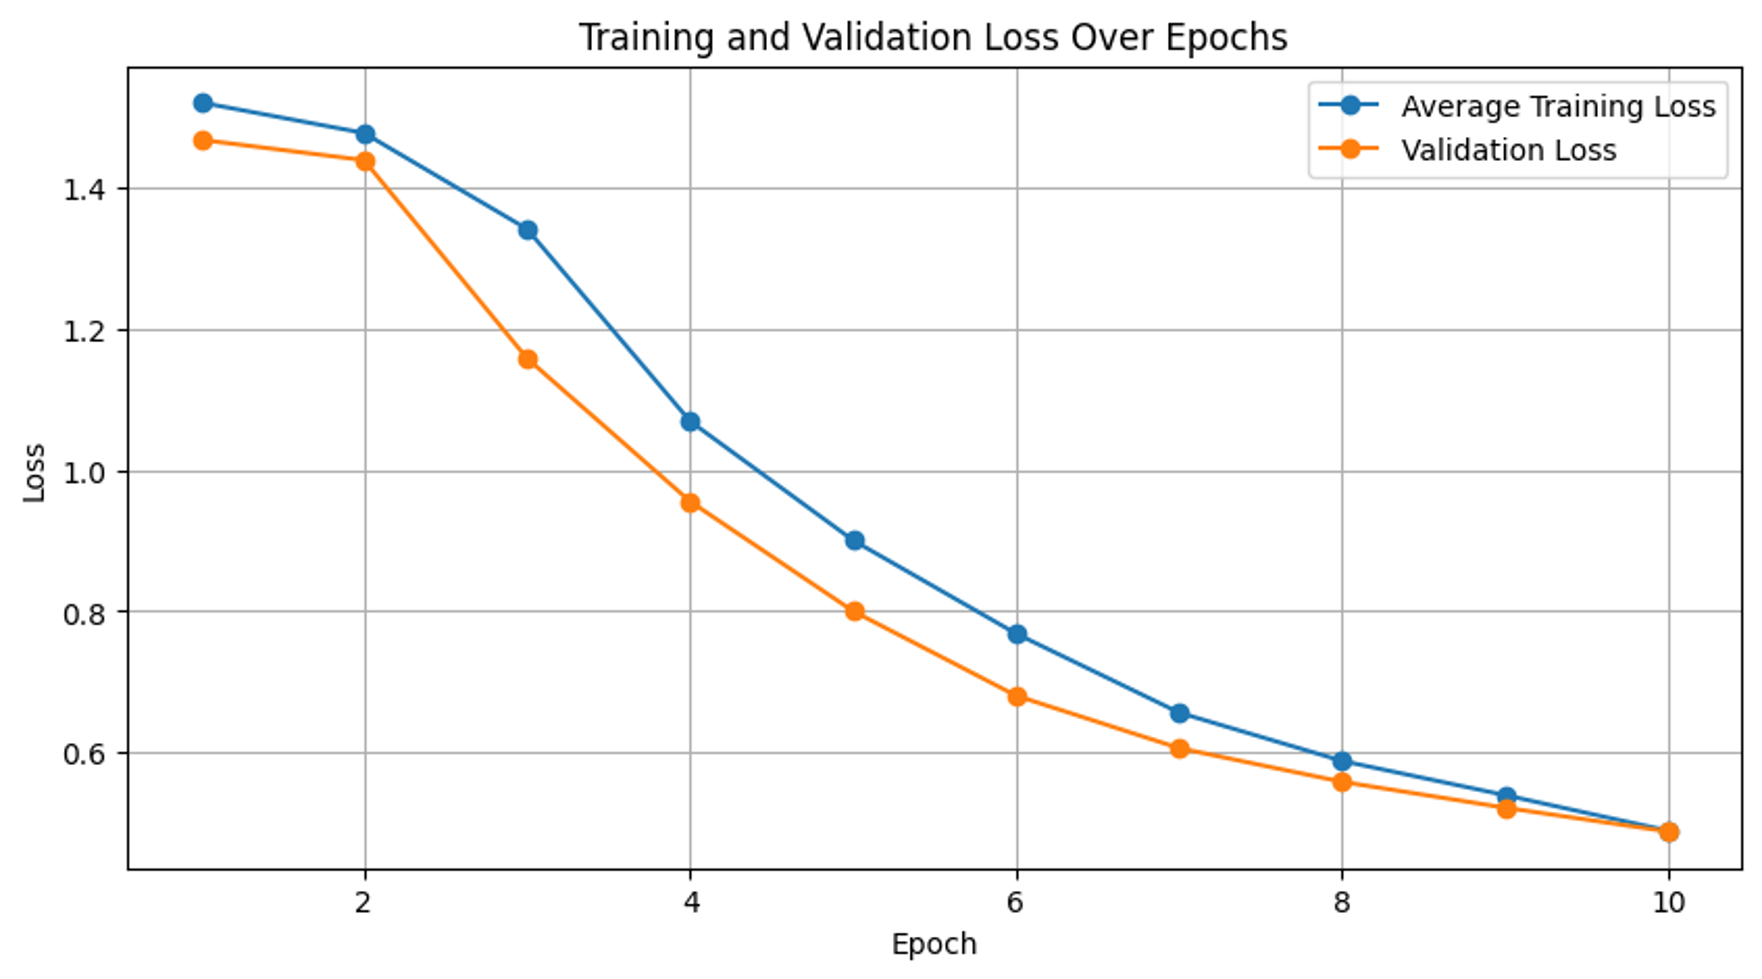 Training and Validation Loss Over Epochs
Average Training Loss
Validation Loss
1.4
1.2
1.0
0.8
0.6
Loss
2 4 6 8 10
Epoch